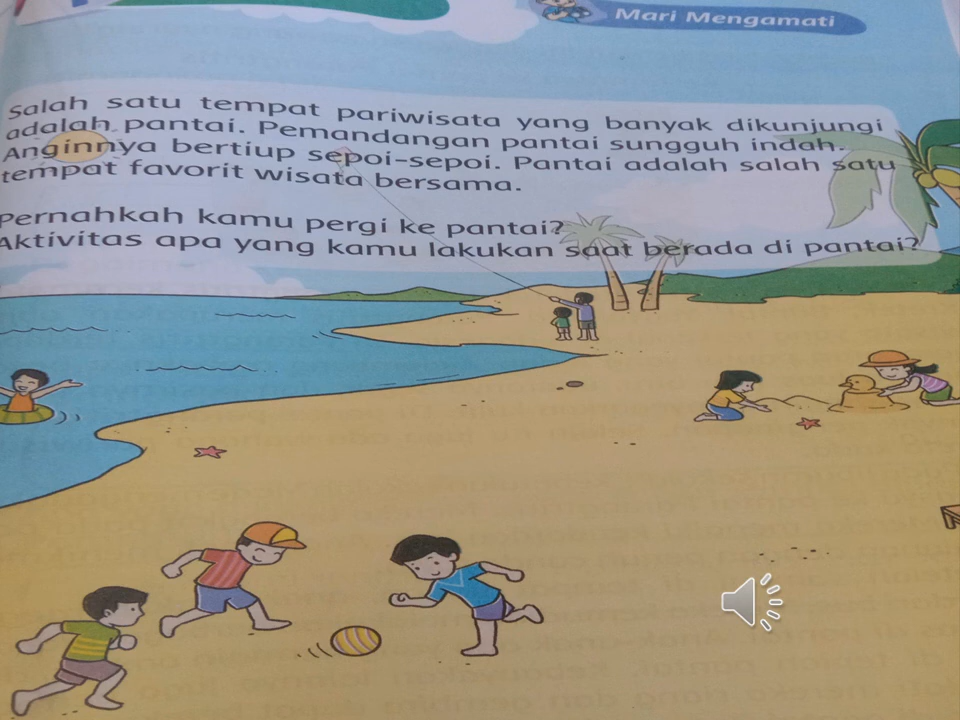 Mari Mengamati
Salah satu tempat pariwisata yang banyak dikunjungi
adalah pantai. Pemandangan pantai sungguh indah.
Anginnya bertiup sepoi-sepoi. Pantai adalah salah satu
tempat favorit wisata bersama.
Pernahkah kamu pergi ke pantai?
Aktivitas apa yang kamu lakukan saat berada di pantai?